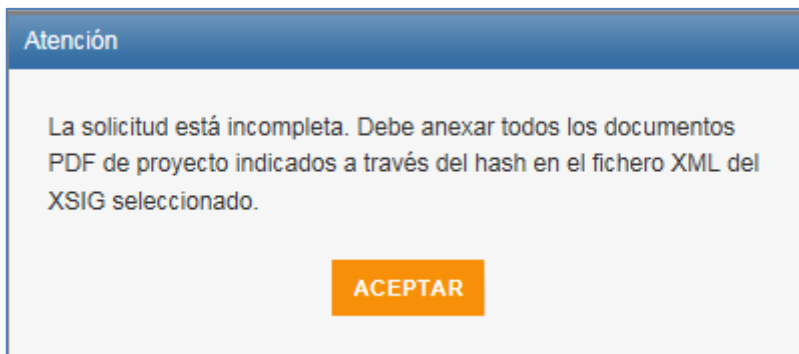 Atención
La solicitud está incompleta. Debe anexar todos los documentos
PDF de proyecto indicados a través del hash en el fichero XML del
XSIG seleccionado.
ACEPTAR